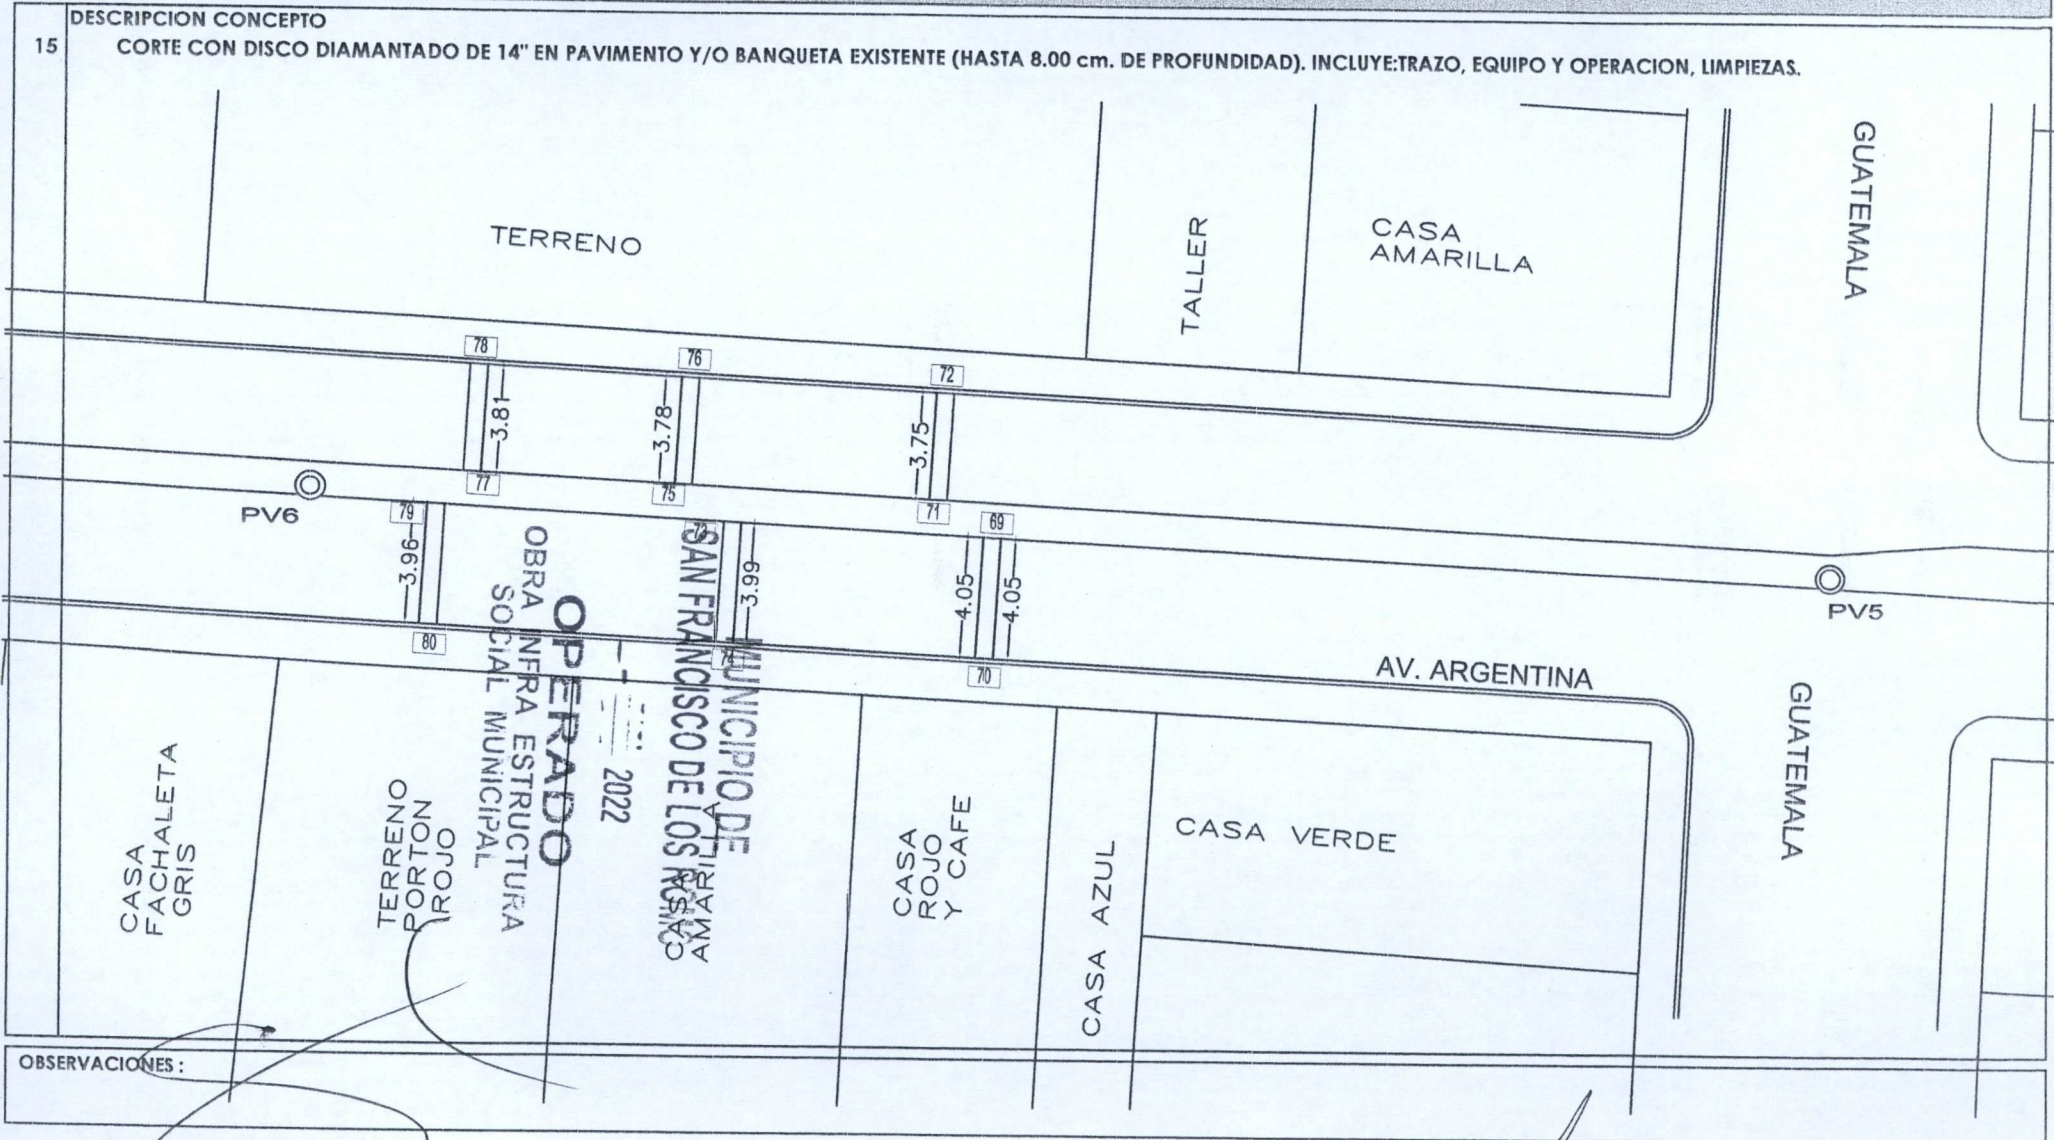 DESCRIPCION CONCEPTO
15 CORTE CON DISCO DIAMANTADO DE 14" EN PAVIMENTO Y/O BANQUETA EXISTENTE (HASTA 8.00 cm. DE PROFUNDIDAD). INCLUYE:TRAZO, EQUIPO Y OPERACION, LIMPIEZAS.
GUATEMALA
TERRENO
TALLER
CASA
AMARILLA
78
76
72
3.81
3.78
3.75
77
75
71
69
PV6
79
73
3.96
3.99
4.05
4.05
PV5
80
74
70
AV. ARGENTINA
GUATEMALA
MUNICIPIO DE
SAN FRANCISCO DE LOS ROMO
2022
OPERADO
OBRA INFRA ESTRUCTURA
SOCIAL MUNICIPAL
CASA
FACHALETA
GRIS
TERRENO
PORTON
ROJO
CASA
AMARILLA
CASA
ROJO
Y CAFE
CASA AZUL
CASA VERDE
OBSERVACIONES :